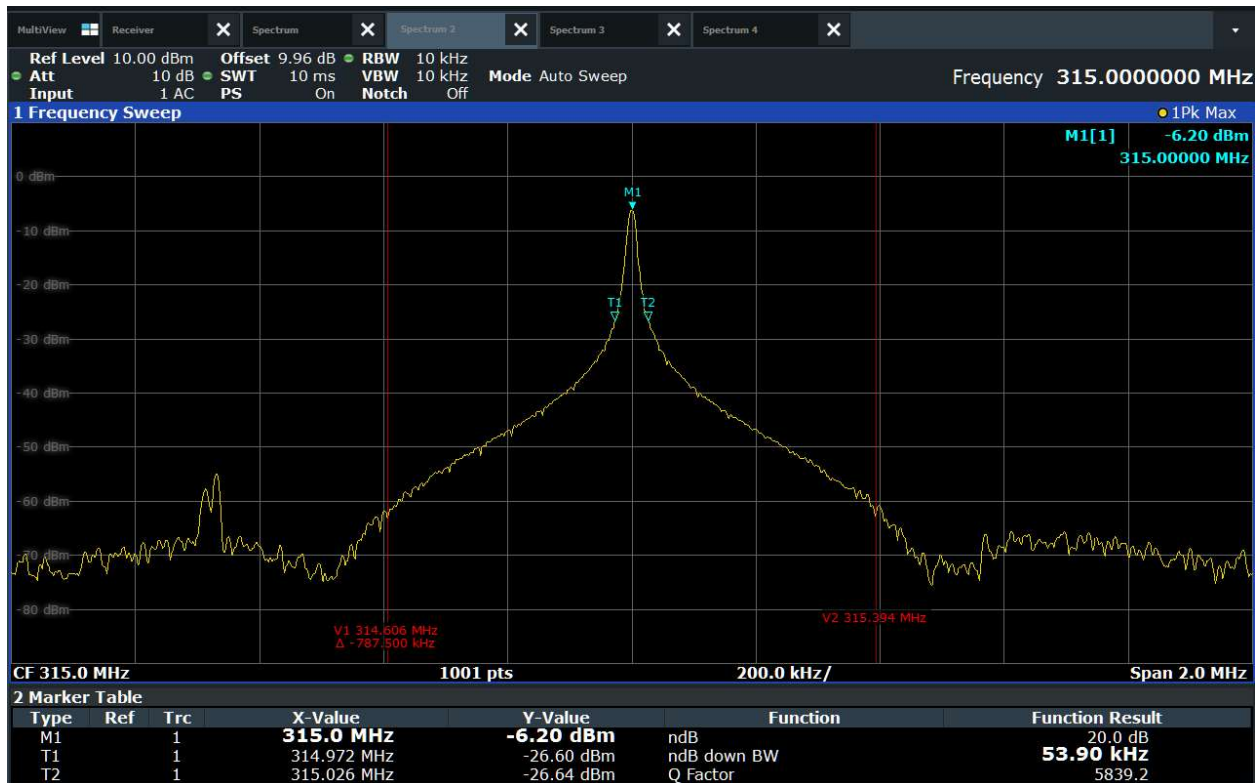 MultiView Receiver Spectrum Spectrum 2 Spectrum 3 Spectrum 4
Ref Level 10.00 dBm Offset 9.96 dB RBW 10 kHz
Att 10 dB SWT 10 ms VBW 10 kHz Mode Auto Sweep Frequency 315.0000000 MHz
Input 1 AC PS On Notch Off
1 Frequency Sweep 1Pk Max
M1[1] -6.20 dBm
315.00000 MHz
0 dBm
M1
-10 dBm
-20 dBm
T1 T2
-30 dBm
-40 dBm
-50 dBm
-60 dBm
-70 dBm
-80 dBm
V2 315.394 MHz
V1 314.606 MHz
Δ -787.500 kHz
CF 315.0 MHz 1001 pts 200.0 kHz/ Span 2.0 MHz
2 Marker Table
Type Ref Trc X-Value Y-Value Function Function Result
M1 1 315.0 MHz -6.20 dBm ndB 20.0 dB
T1 1 314.972 MHz -26.60 dBm ndB down BW 53.90 kHz
T2 1 315.026 MHz -26.64 dBm Q Factor 5839.2